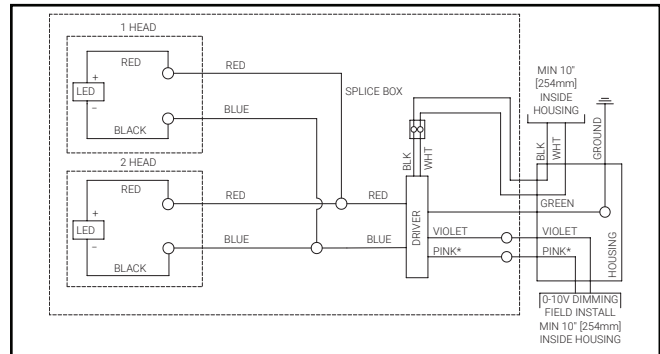 1 HEAD
+
RED
LED
−
BLACK
RED
BLUE
SPLICE BOX
2 HEAD
RED
+
LED
−
BLACK
RED
BLUE
RED
BLUE
BLK
WHT
DRIVER
MIN 10"
[254mm]
INSIDE
HOUSING
BLK
WHT
GROUND
GREEN
VIOLET
PINK*
VIOLET
PINK*
HOUSING
0-10V DIMMING
FIELD INSTALL
MIN 10" [254mm]
INSIDE HOUSING